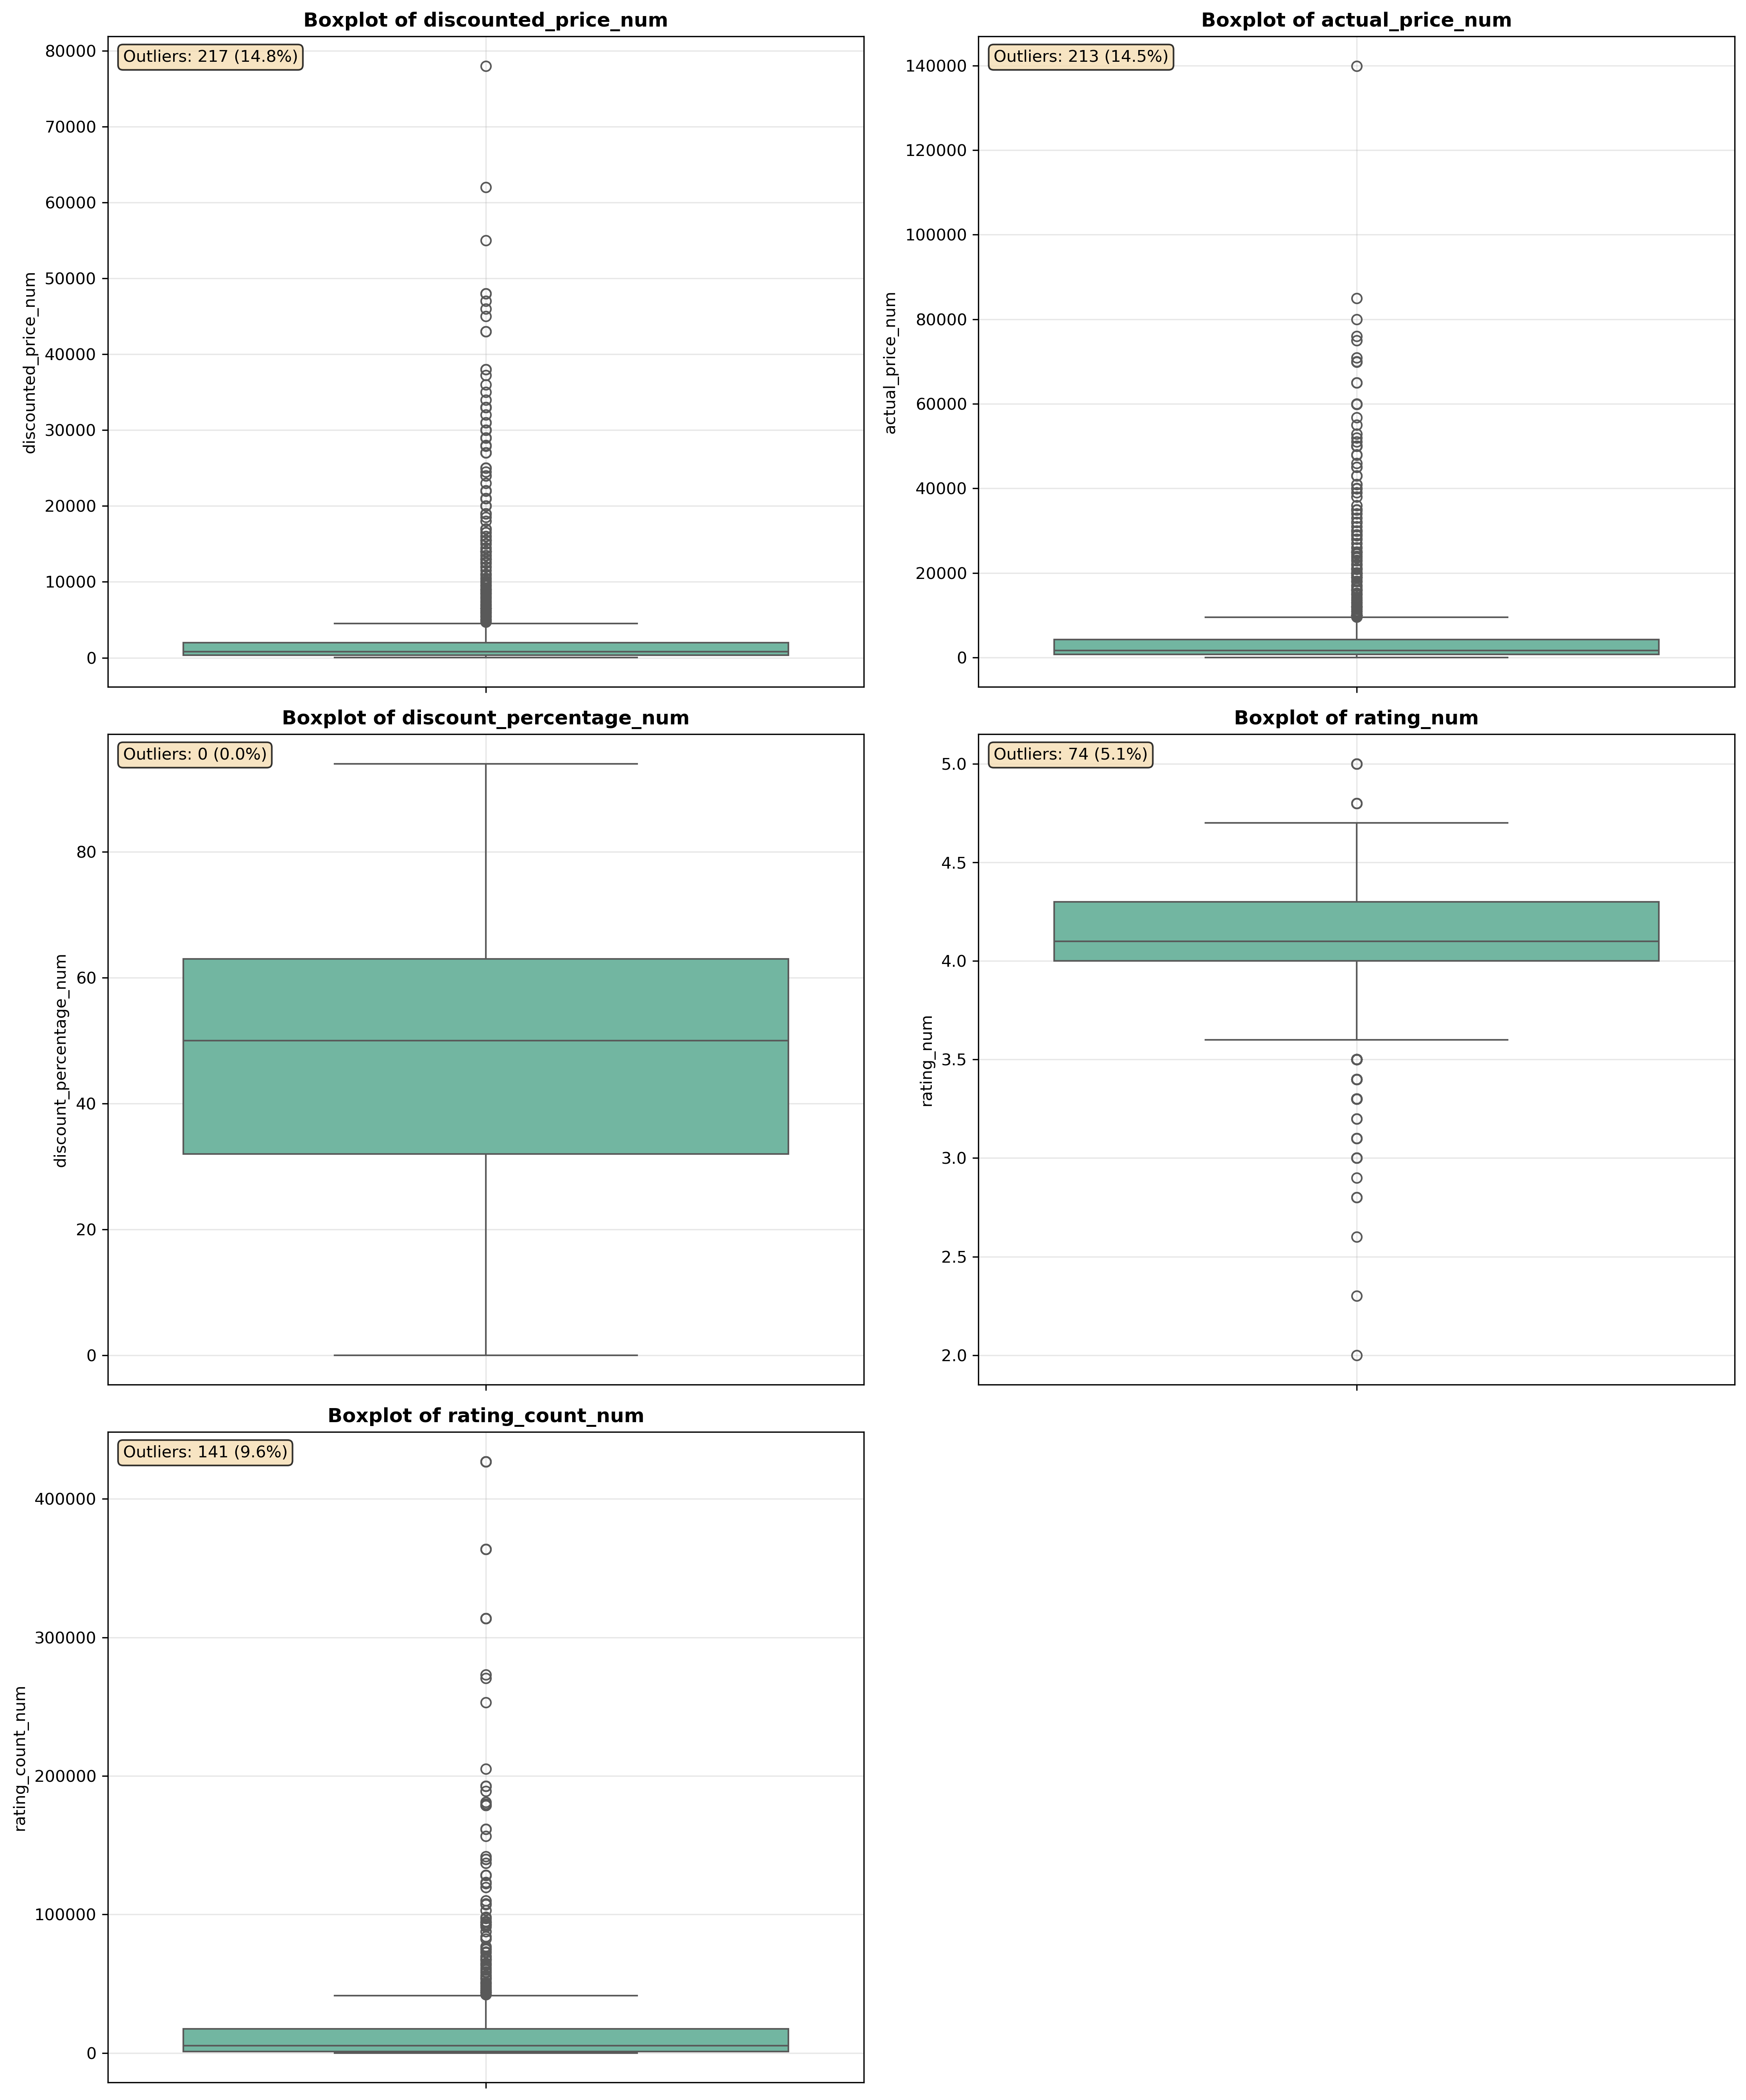 Boxplot of discounted_price_num
Outliers: 217 (14.8%)
80000
70000
60000
50000
40000
30000
20000
10000
0
discounted_price_num
Boxplot of actual_price_num
Outliers: 213 (14.5%)
140000
120000
100000
80000
60000
40000
20000
0
actual_price_num
Boxplot of discount_percentage_num
Outliers: 0 (0.0%)
80
60
40
20
0
discount_percentage_num
Boxplot of rating_num
Outliers: 74 (5.1%)
5.0
4.5
4.0
3.5
3.0
2.5
2.0
rating_num
Boxplot of rating_count_num
Outliers: 141 (9.6%)
400000
300000
200000
100000
0
rating_count_num